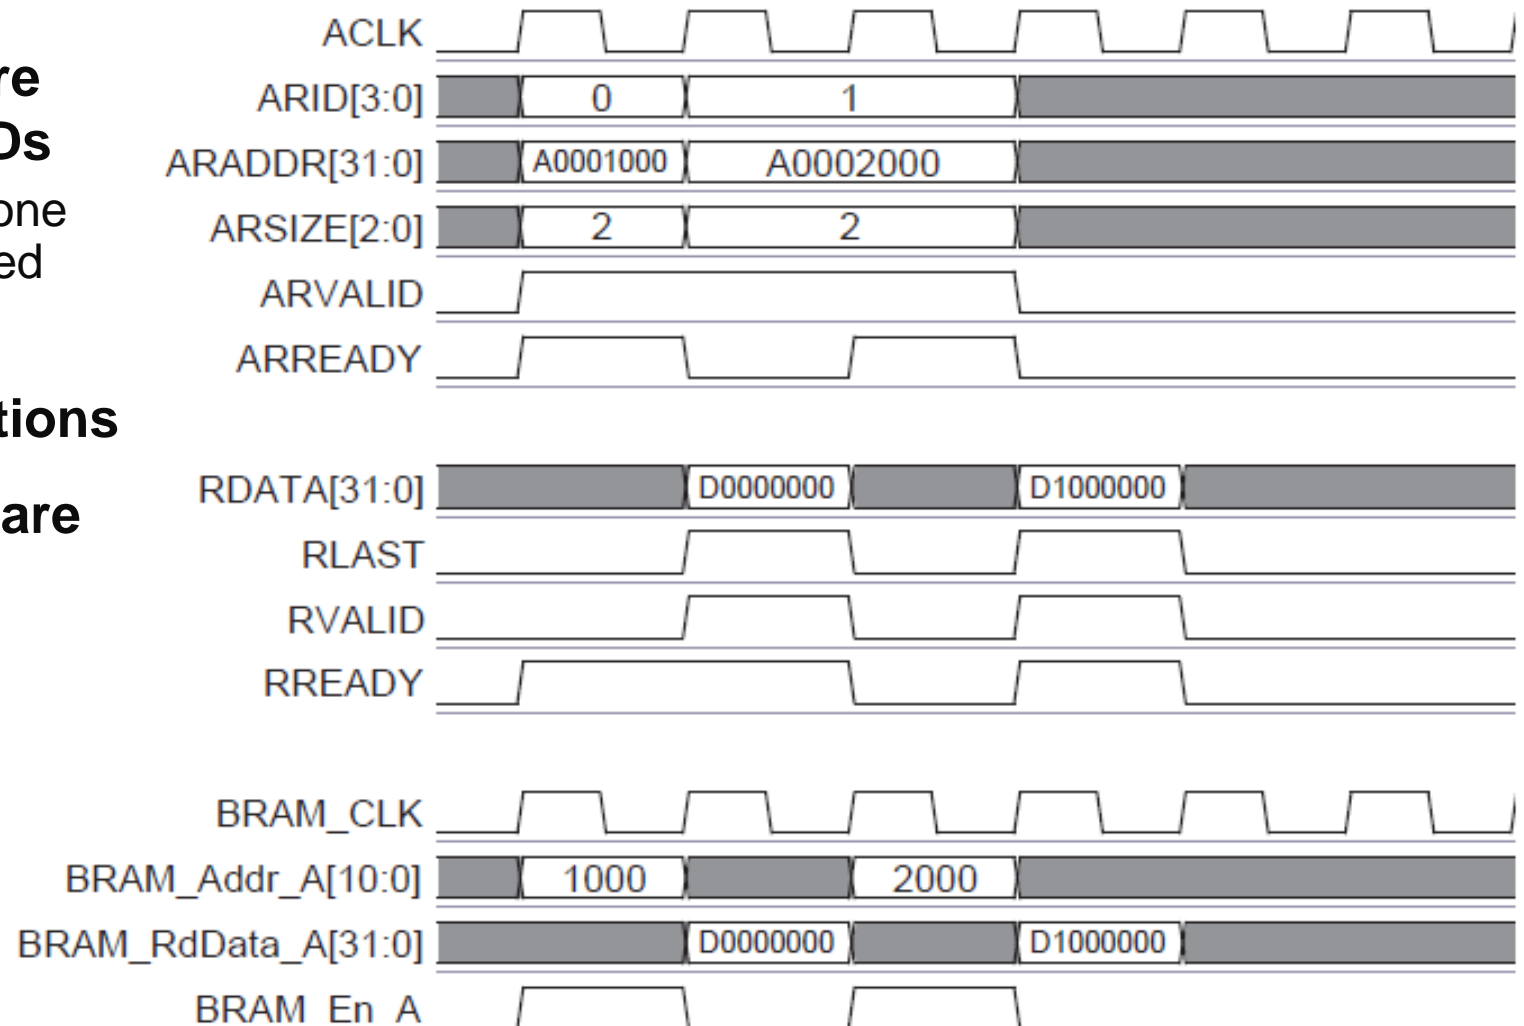 re
Ds
one
ed
tions
are
ACLK
ARID[3:0] 0 1
ARADDR[31:0] A0001000 A0002000
ARSIZE[2:0] 2 2
ARVALID
ARREADY
RDATA[31:0] D0000000 D1000000
RLAST
RVALID
RREADY
BRAM_CLK
BRAM_Addr_A[10:0] 1000 2000
BRAM_RdData_A[31:0] D0000000 D1000000
BRAM_En_A